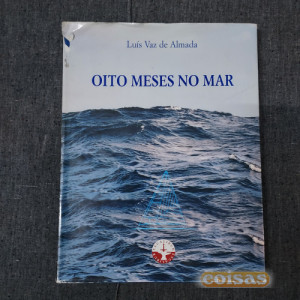 Luís Vaz de Almada
OITO MESES NO MAR
coisas